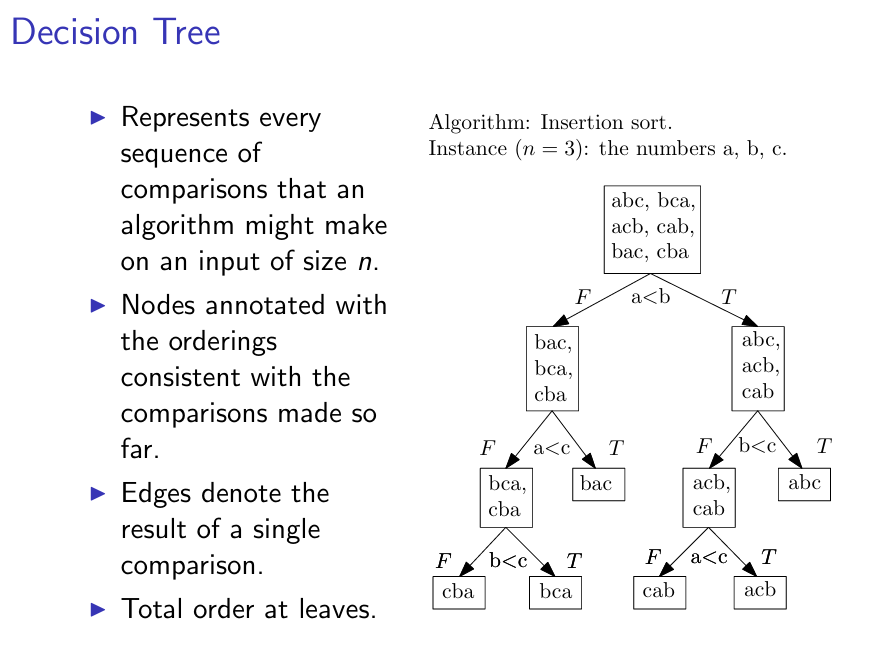 Decision Tree
▶ Represents every
sequence of
comparisons that an
algorithm might make
on an input of size n.
▶ Nodes annotated with
the orderings
consistent with the
comparisons made so
far.
▶ Edges denote the
result of a single
comparison.
▶ Total order at leaves.
Algorithm: Insertion sort.
Instance (n = 3): the numbers a, b, c.
abc, bca,
acb, cab,
bac, cba
F a<b T
bac,
bca,
cba
abc,
acb,
cab
F a<c T
F b<c T
bca,
cba
bac
acb,
cab
abc
F b<c T
F a<c T
cba
bca
cab
acb